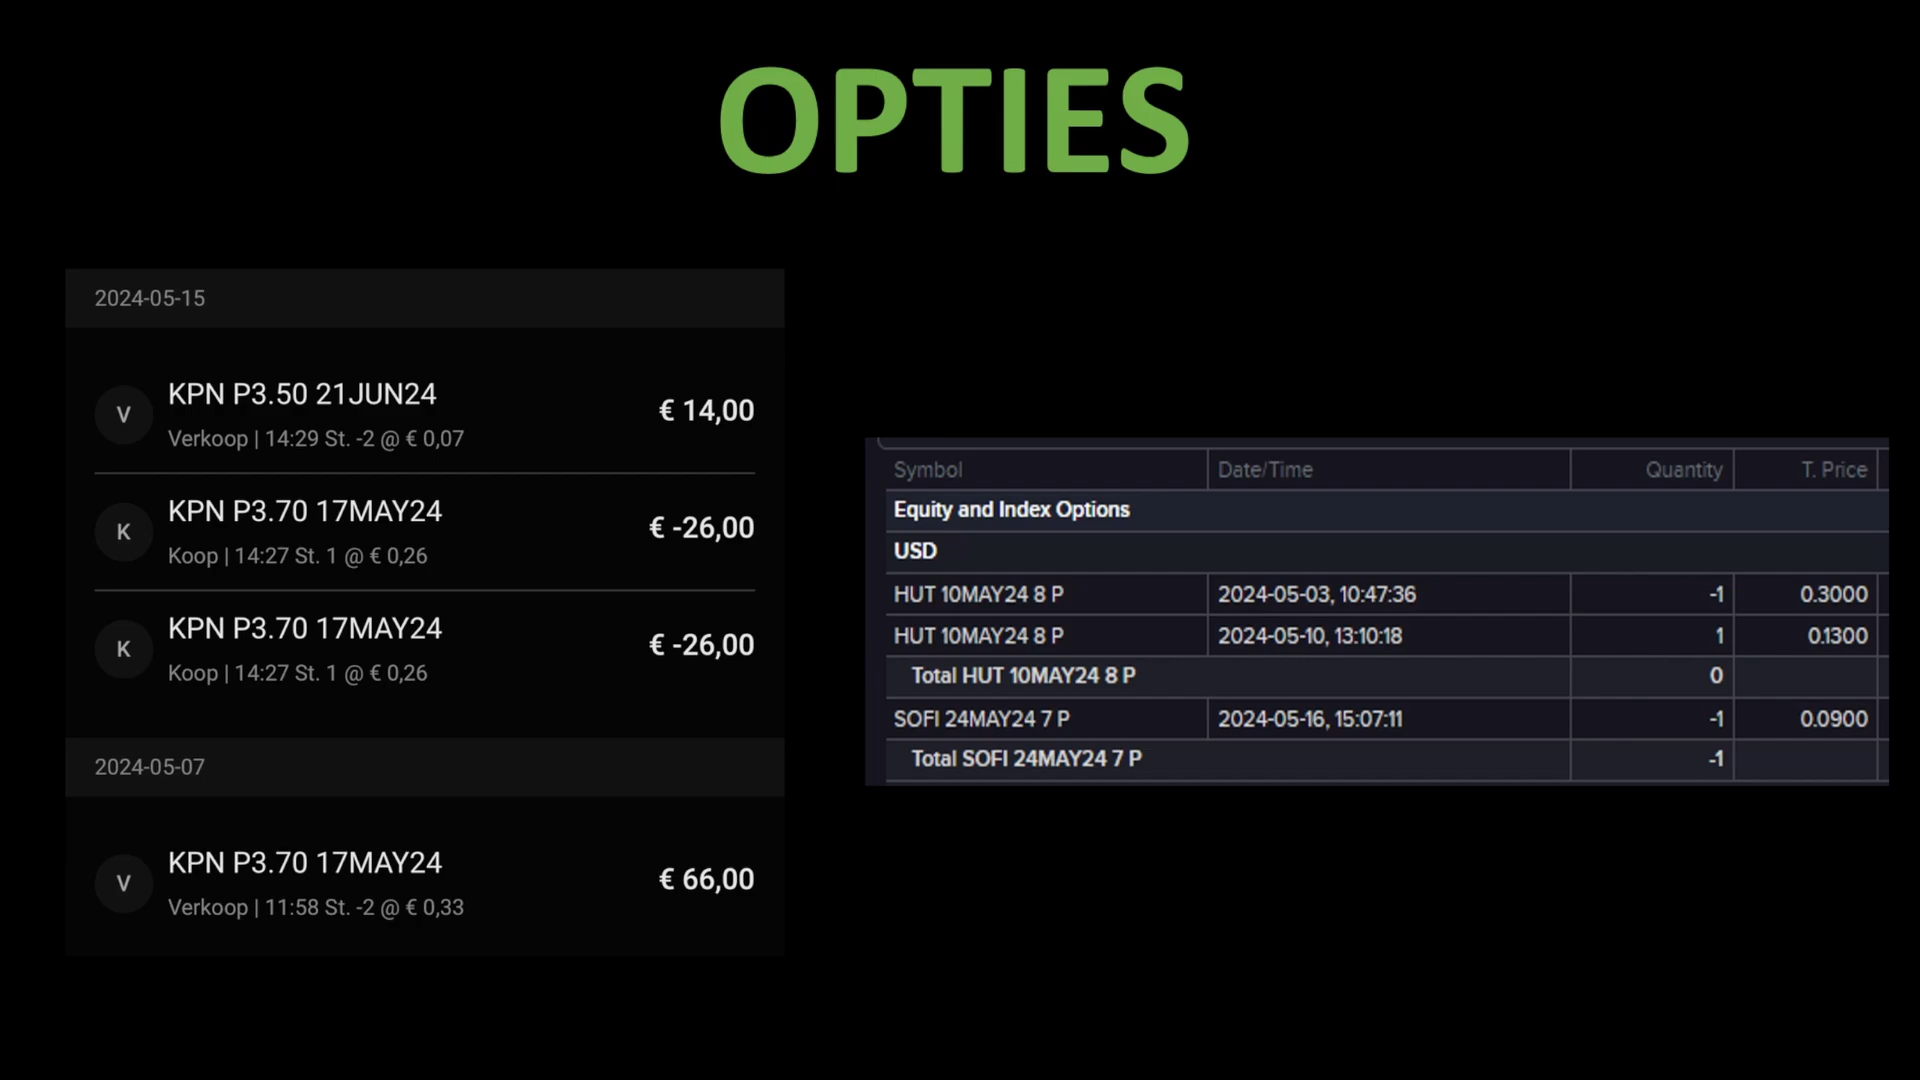 OPTIES
2024-05-15
V
KPN P3.50 21JUN24
€ 14,00
Verkoop | 14:29 St. -2 @ € 0,07
K
KPN P3.70 17MAY24
€ -26,00
Koop | 14:27 St. 1 @ € 0,26
K
KPN P3.70 17MAY24
€ -26,00
Koop | 14:27 St. 1 @ € 0,26
2024-05-07
V
KPN P3.70 17MAY24
€ 66,00
Verkoop | 11:58 St. -2 @ € 0,33
Symbol Date/Time Quantity T. Price
Equity and Index Options
USD
HUT 10MAY24 8 P 2024-05-03, 10:47:36 -1 0.3000
HUT 10MAY24 8 P 2024-05-10, 13:10:18 1 0.1300
Total HUT 10MAY24 8 P 0
SOFI 24MAY24 7 P 2024-05-16, 15:07:11 -1 0.0900
Total SOFI 24MAY24 7 P -1